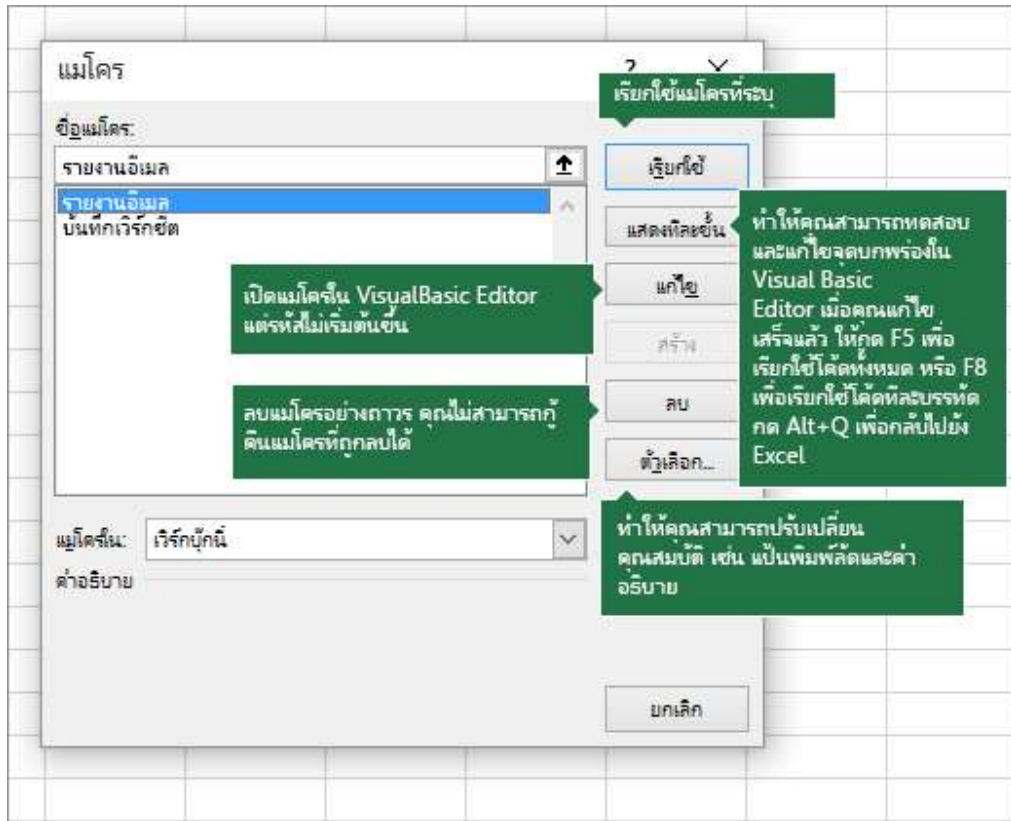 แมโคร
?
เรียกใช้แมโครที่ระบุ
ชื่อแมโคร:
รายงานอีเมล
เรียกใช้
รายงานอีเมล
บันทึกเวิร์กชีต
แสดงทีละขั้น
ทำให้คุณสามารถทดสอบ
และแก้ไขจุดบกพร่องใน
Visual Basic
Editor เมื่อคุณแก้ไข
เสร็จแล้ว ให้กด F5 เพื่อ
เรียกใช้โค้ดทั้งหมด หรือ F8
เพื่อเรียกใช้โค้ดทีละบรรทัด
กด Alt+Q เพื่อกลับไปยัง
Excel
เปิดแมโครใน VisualBasic Editor
แต่รหัสไม่เริ่มต้นขึ้น
แก้ไข
สร้าง
ลบแมโครอย่างถาวร คุณไม่สามารถกู้
คืนแมโครที่ถูกลบได้
ลบ
ตัวเลือก...
ทำให้คุณสามารถปรับเปลี่ยน
คุณสมบัติ เช่น แป้นพิมพ์ลัดและคำ
อธิบาย
แมโครใน:
เวิร์กบุ๊กนี้
คำอธิบาย
ยกเลิก